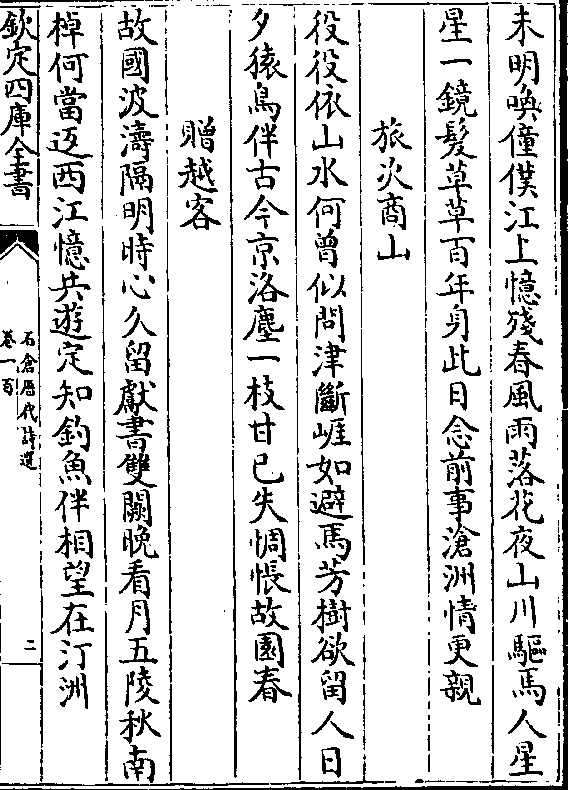 未明喚僮僕江上憶殘春風雨落花夜山川驅馬人星
星一鏡髮草草百年身此日念前事滄洲情更親
旅次商山
役役依山水何曾似問津斷崕如避馬芳樹欲留人日
夕猿鳥伴古今京洛塵一枝甘已失惆悵故園春
贈越客
故國波濤隔明時心久留獻書雙闕晚看月五陵秋南
棹何當返西江憶共遊定知釣魚伴相望在汀洲
欽定四庫全書
石倉歷代詩選
卷一百
二